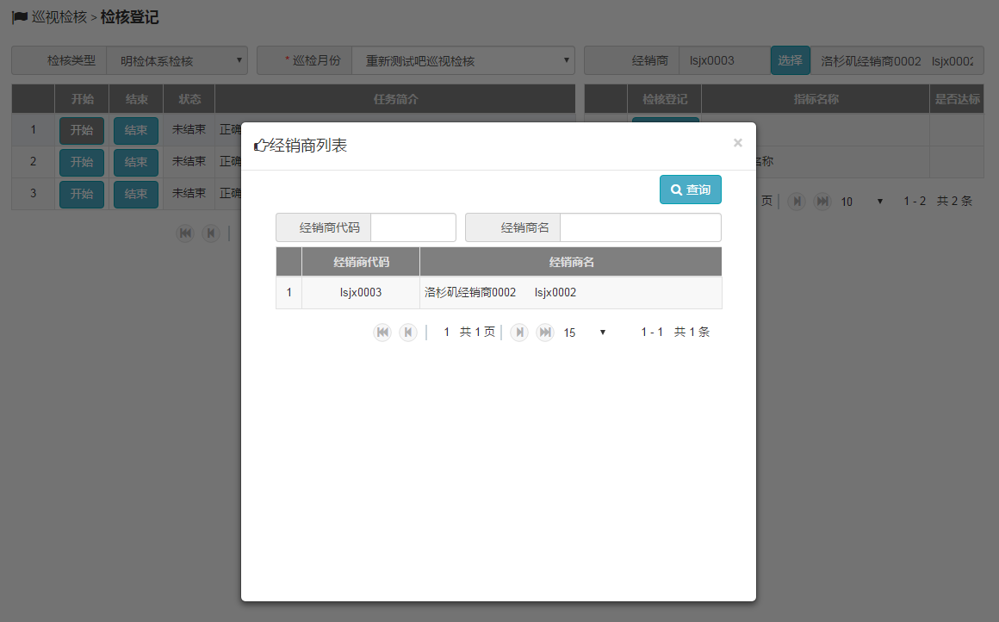 巡视检核 > 检核登记
检核类型 明检体系检核 * 巡检月份 重新测试吧巡视检核 经销商 lsjx0003 选择 洛杉矶经销商0002 lsjx0002
开始 结束 状态 任务简介 检核登记 指标名称 是否达标
1 开始 结束 未结束 正确
2 开始 结束 未结束 正确 名称
3 开始 结束 未结束 正确
页 10 1 - 2 共 2 条
经销商列表 ×
查询
经销商代码 经销商名
经销商代码 经销商名
1 lsjx0003 洛杉矶经销商0002 lsjx0002
1 共 1 页 15 1 - 1 共 1 条